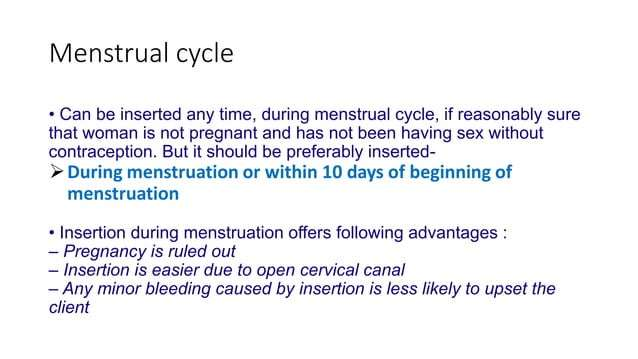 Menstrual cycle
• Can be inserted any time, during menstrual cycle, if reasonably sure
that woman is not pregnant and has not been having sex without
contraception. But it should be preferably inserted-
➢During menstruation or within 10 days of beginning of
menstruation
• Insertion during menstruation offers following advantages :
– Pregnancy is ruled out
– Insertion is easier due to open cervical canal
– Any minor bleeding caused by insertion is less likely to upset the
client